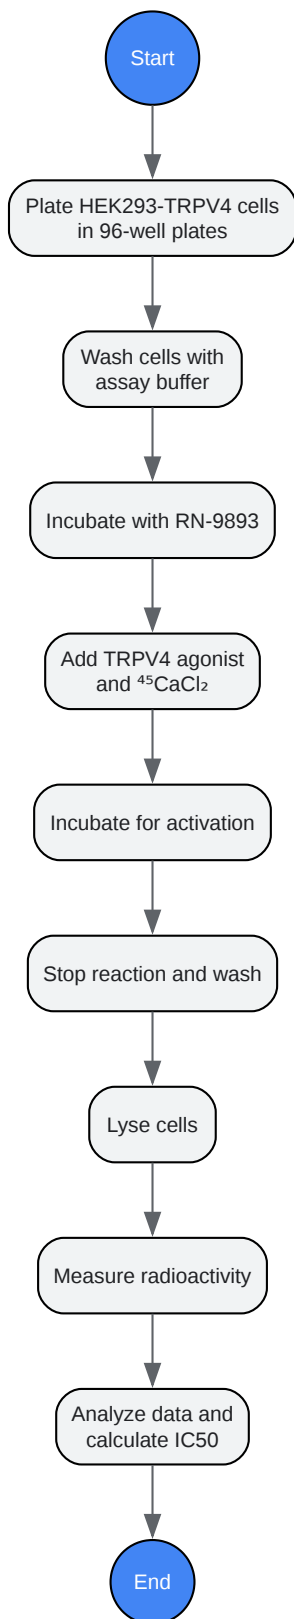 Start
Plate HEK293-TRPV4 cells
in 96-well plates
Wash cells with
assay buffer
Incubate with RN-9893
Add TRPV4 agonist
and ⁴⁵CaCl₂
Incubate for activation
Stop reaction and wash
Lyse cells
Measure radioactivity
Analyze data and
calculate IC50
End